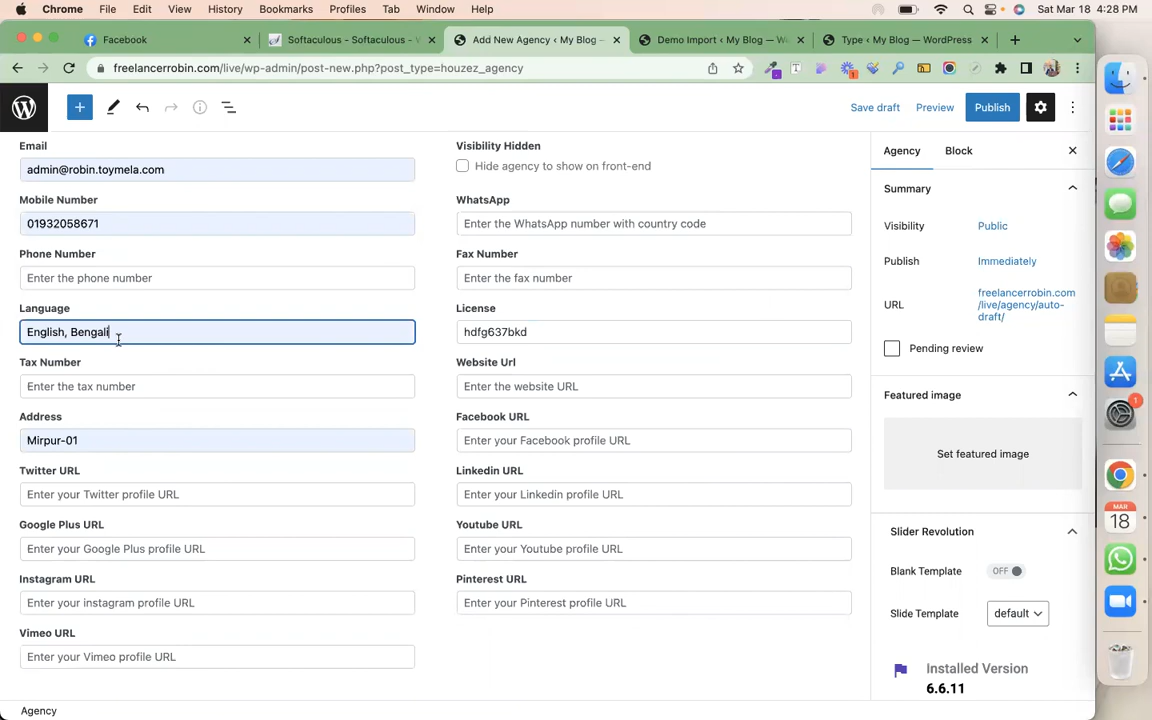 Chrome File Edit View History Bookmarks Profiles Tab Window Help Sat Mar 18 4:28 PM
Facebook Softaculous - Softaculous - V Add New Agency ‹ My Blog — Demo Import ‹ My Blog — W Type ‹ My Blog — WordPress
freelancerrobin.com/live/wp-admin/post-new.php?post_type=houzez_agency
Save draft Preview Publish
Email
admin@robin.toymela.com
Visibility Hidden
Hide agency to show on front-end
Mobile Number
01932058671
WhatsApp
Enter the WhatsApp number with country code
Phone Number
Enter the phone number
Fax Number
Enter the fax number
Language
English, Bengali
License
hdfg637bkd
Tax Number
Enter the tax number
Website Url
Enter the website URL
Address
Mirpur-01
Facebook URL
Enter your Facebook profile URL
Twitter URL
Enter your Twitter profile URL
Linkedin URL
Enter your Linkedin profile URL
Google Plus URL
Enter your Google Plus profile URL
Youtube URL
Enter your Youtube profile URL
Instagram URL
Enter your instagram profile URL
Pinterest URL
Enter your Pinterest profile URL
Vimeo URL
Enter your Vimeo profile URL
Agency
Agency Block
Summary
Visibility Public
Publish Immediately
URL freelancerrobin.com
/live/agency/auto-
draft/
Pending review
Featured image
Set featured image
Slider Revolution
Blank Template OFF
Slide Template default
Installed Version
6.6.11
1
MAR
18